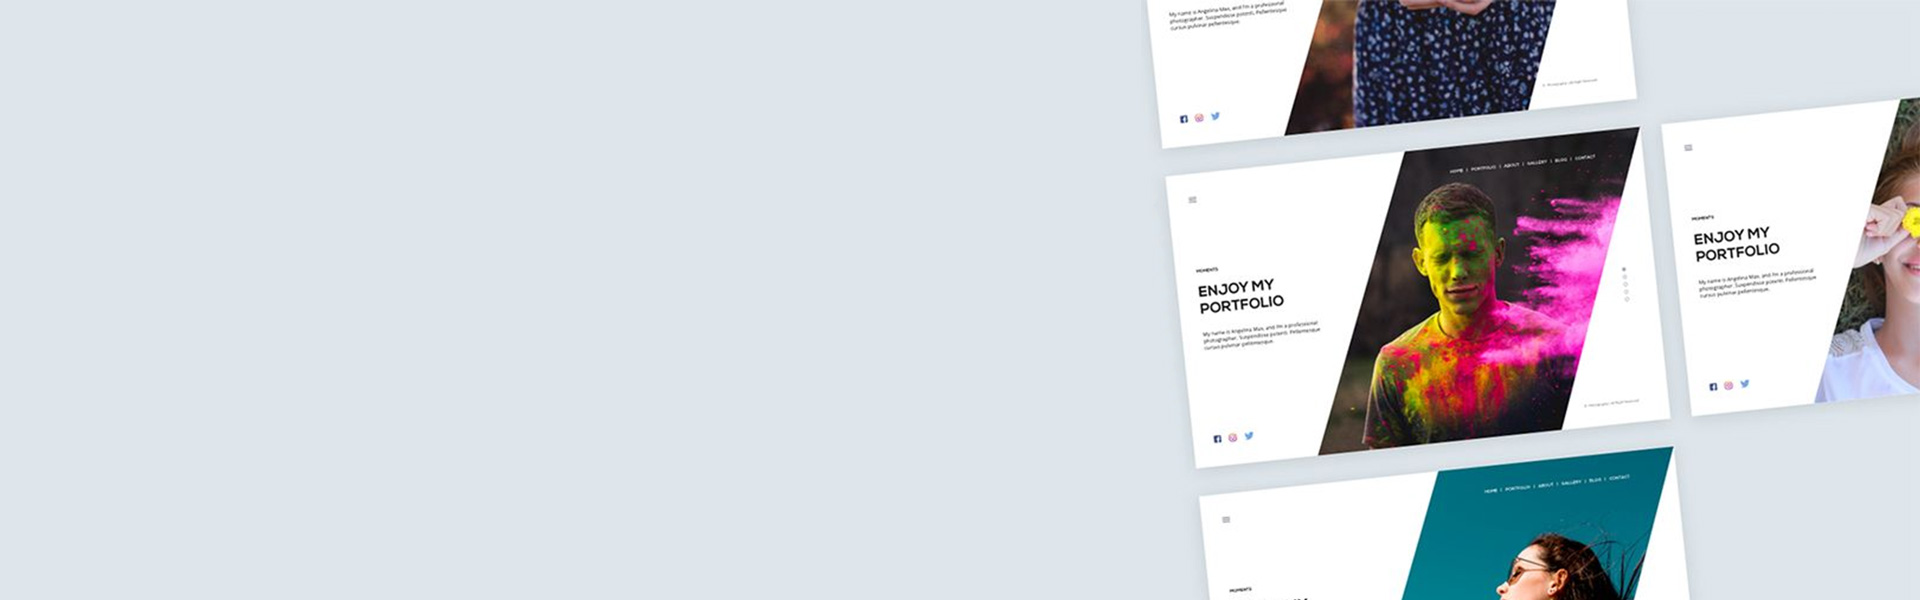 My name is Angelina Max, and I'm a professional
photographer. Suspendisse potenti. Pellentesque
cursus pulvinar pellentesque.
© Photographer, All Right Reserved
HOME | PORTFOLIO | ABOUT | GALLERY | BLOG | CONTACT
MOMENTS
ENJOY MY
PORTFOLIO
My name is Angelina Max, and I'm a professional
photographer. Suspendisse potenti. Pellentesque
cursus pulvinar pellentesque.
© Photographer, All Right Reserved
MOMENTS
ENJOY MY
PORTFOLIO
My name is Angelina Max, and I'm a professional
photographer. Suspendisse potenti. Pellentesque
cursus pulvinar pellentesque.
HOME | PORTFOLIO | ABOUT | GALLERY | BLOG | CONTACT
MOMENTS